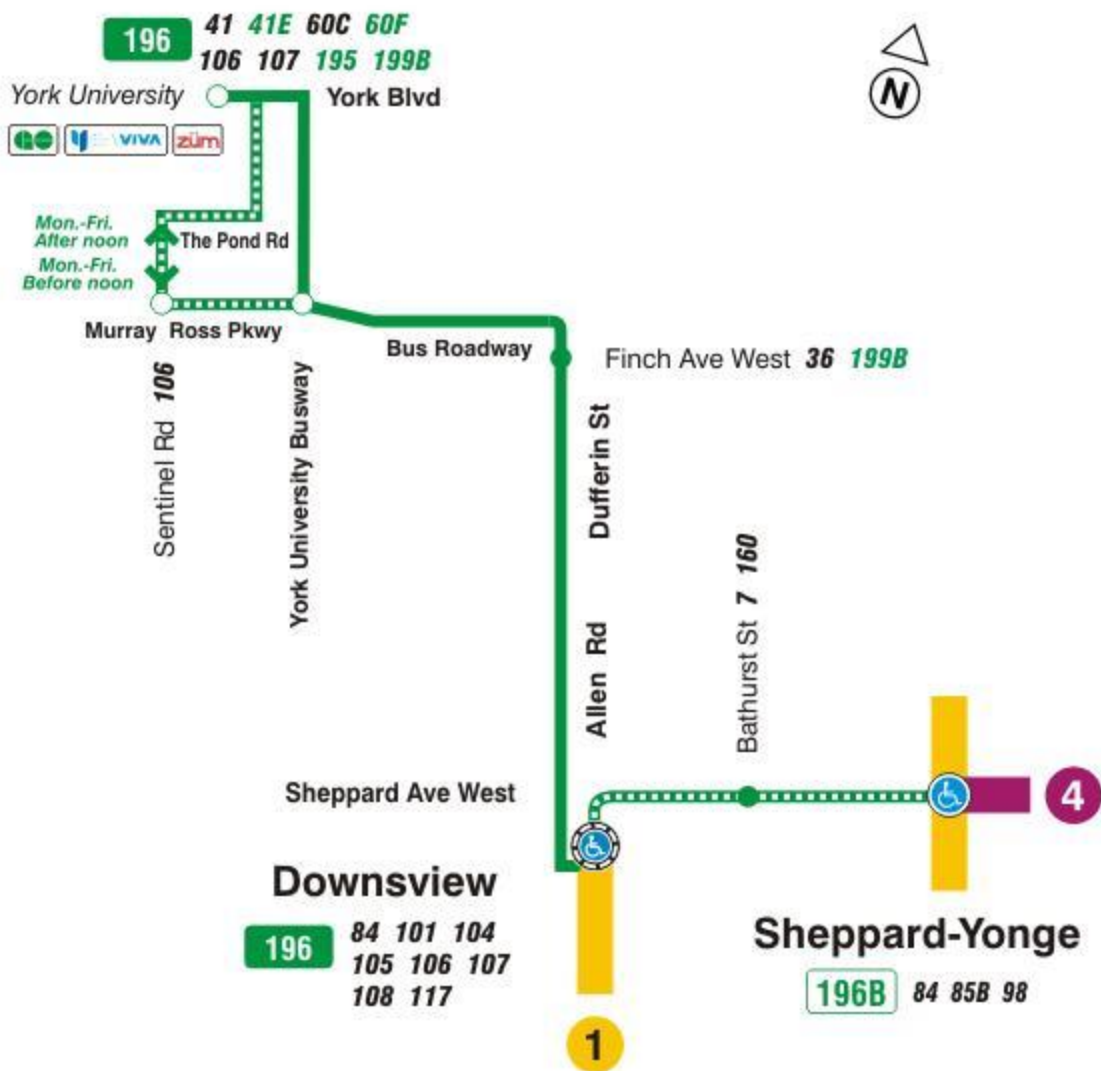 196
41 41E 60C 60F
106 107 195 199B
York University
York Blvd
VIVA
züm
N
Mon.-Fri.
After noon
The Pond Rd
Mon.-Fri.
Before noon
Murray Ross Pkwy
Bus Roadway
Finch Ave West 36 199B
Sentinel Rd 106
York University Busway
Dufferin St
Allen Rd
Bathurst St 7 160
Sheppard Ave West
4
Downsview
196
84 101 104
105 106 107
108 117
Sheppard-Yonge
196B 84 85B 98
1